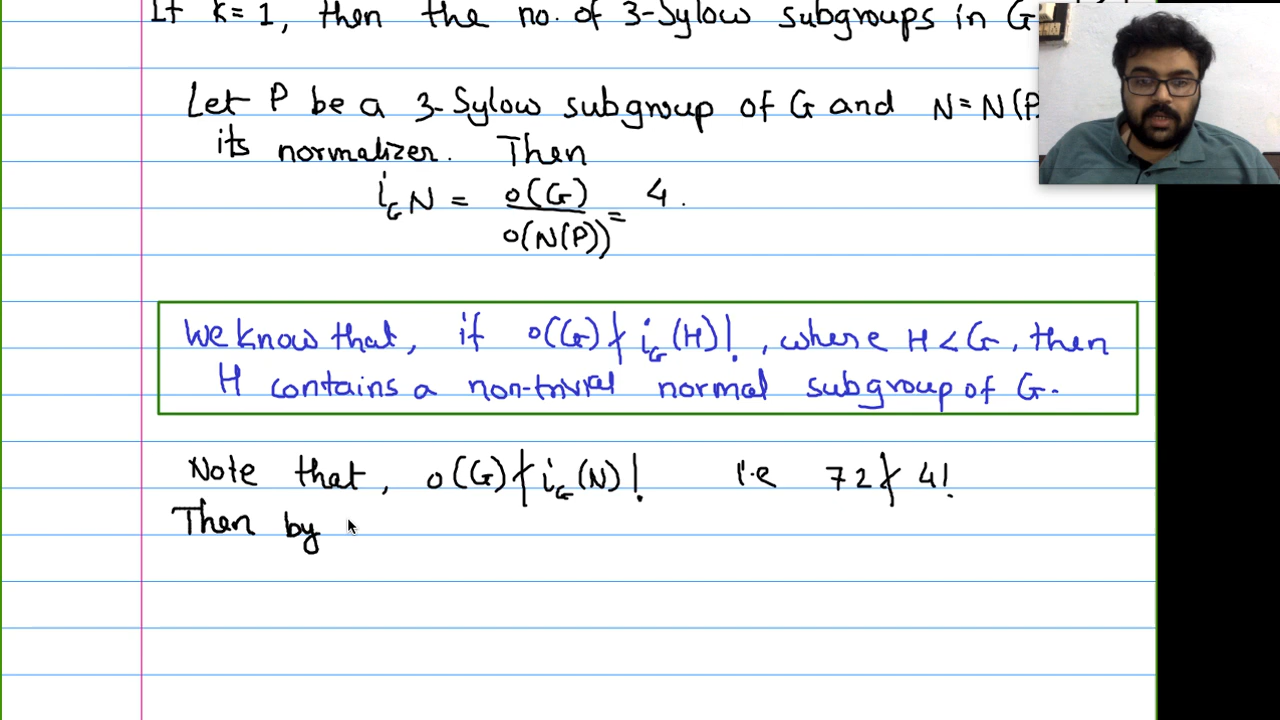 If k=1, then the no. of 3-Sylow subgroups in G
Let P be a 3-Sylow subgroup of G and N = N(P
its normalizer. Then
i_G N = o(G) / o(N(P)) = 4.
We know that, if o(G) ∤ i_G(H)!, where H < G, then
H contains a non-trivial normal subgroup of G.
Note that, o(G) ∤ i_G(N)! i.e 72 ∤ 4!
Then by